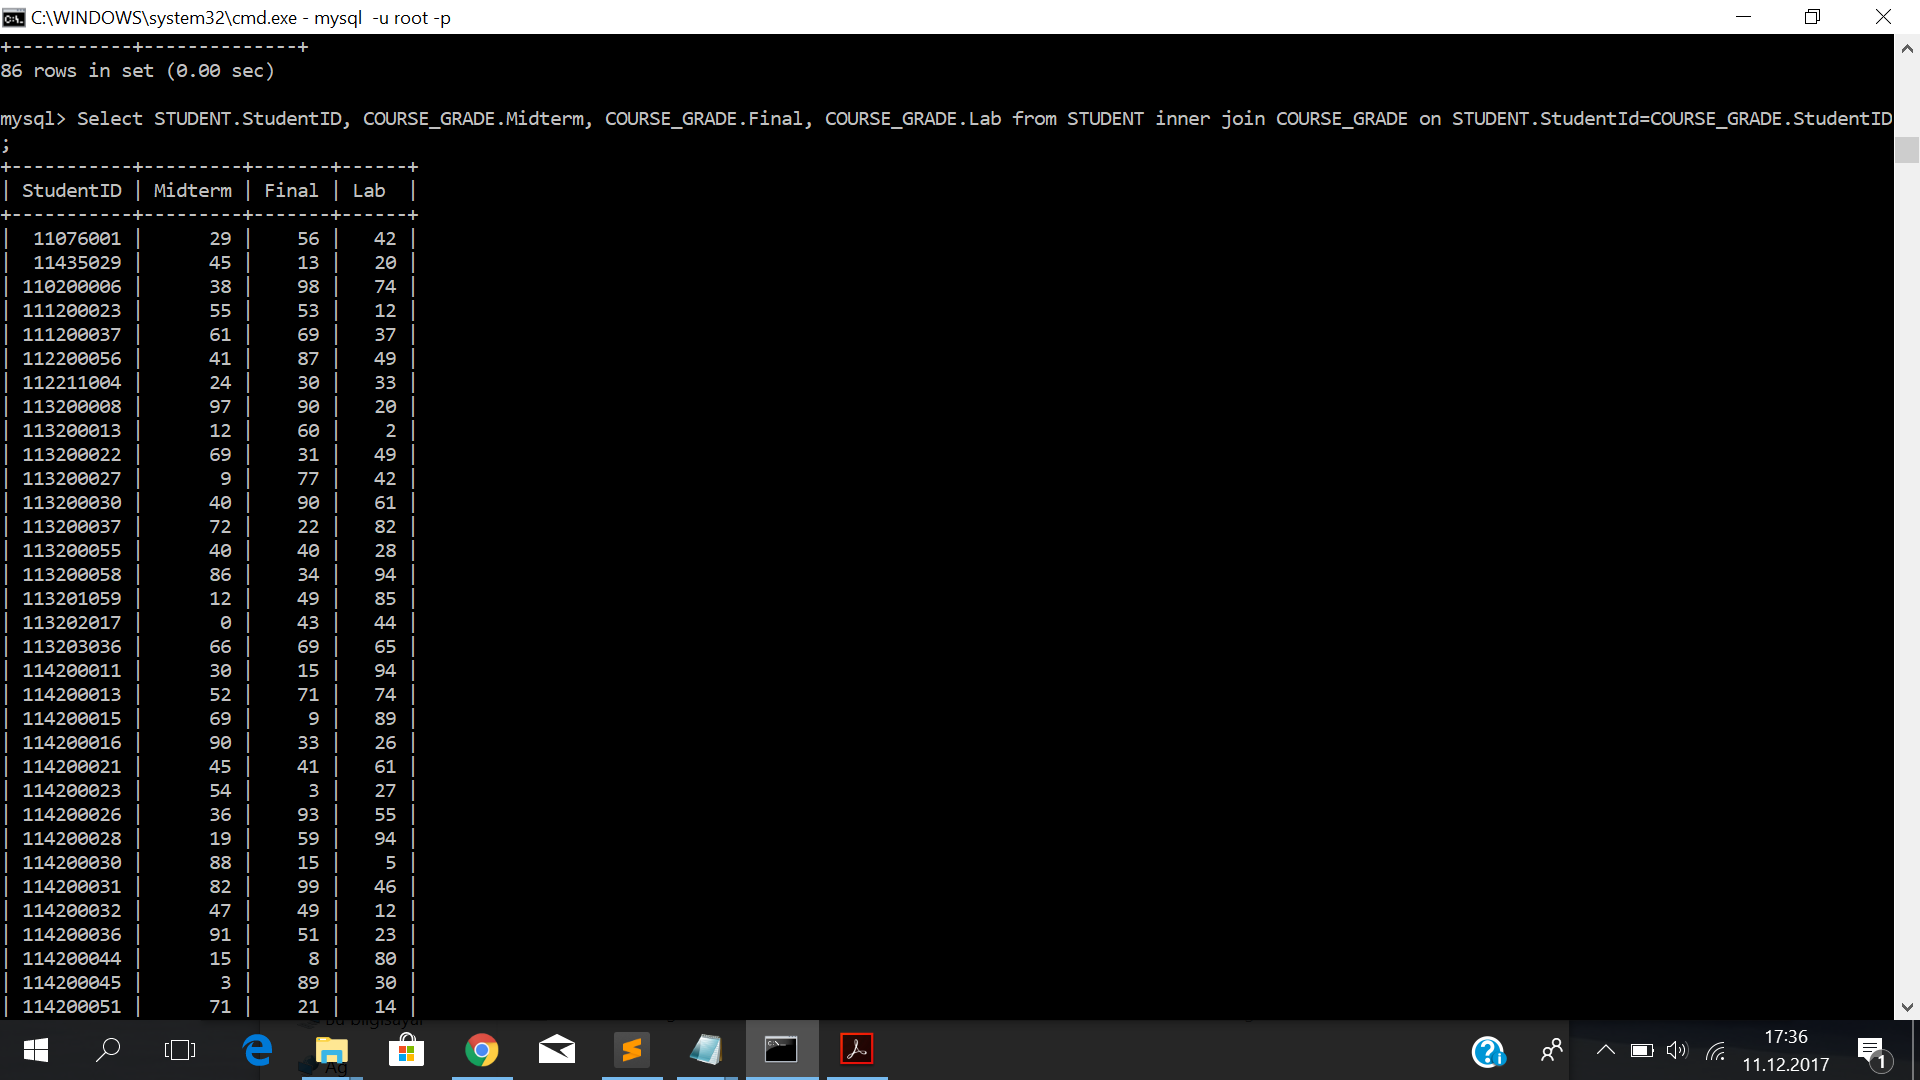 C:\WINDOWS\system32\cmd.exe - mysql  -u root -p
+-----------+--------------+
86 rows in set (0.00 sec)
mysql> Select STUDENT.StudentID, COURSE_GRADE.Midterm, COURSE_GRADE.Final, COURSE_GRADE.Lab from STUDENT inner join COURSE_GRADE on STUDENT.StudentId=COURSE_GRADE.StudentID
;
+-----------+---------+-------+------+
| StudentID | Midterm | Final | Lab  |
+-----------+---------+-------+------+
|  11076001 |      29 |    56 |   42 |
|  11435029 |      45 |    13 |   20 |
| 110200006 |      38 |    98 |   74 |
| 111200023 |      55 |    53 |   12 |
| 111200037 |      61 |    69 |   37 |
| 112200056 |      41 |    87 |   49 |
| 112211004 |      24 |    30 |   33 |
| 113200008 |      97 |    90 |   20 |
| 113200013 |      12 |    60 |    2 |
| 113200022 |      69 |    31 |   49 |
| 113200027 |       9 |    77 |   42 |
| 113200030 |      40 |    90 |   61 |
| 113200037 |      72 |    22 |   82 |
| 113200055 |      40 |    40 |   28 |
| 113200058 |      86 |    34 |   94 |
| 113201059 |      12 |    49 |   85 |
| 113202017 |       0 |    43 |   44 |
| 113203036 |      66 |    69 |   65 |
| 114200011 |      30 |    15 |   94 |
| 114200013 |      52 |    71 |   74 |
| 114200015 |      69 |     9 |   89 |
| 114200016 |      90 |    33 |   26 |
| 114200021 |      45 |    41 |   61 |
| 114200023 |      54 |     3 |   27 |
| 114200026 |      36 |    93 |   55 |
| 114200028 |      19 |    59 |   94 |
| 114200030 |      88 |    15 |    5 |
| 114200031 |      82 |    99 |   46 |
| 114200032 |      47 |    49 |   12 |
| 114200036 |      91 |    51 |   23 |
| 114200044 |      15 |     8 |   80 |
| 114200045 |       3 |    89 |   30 |
| 114200051 |      71 |    21 |   14 |
Ağ
17:36
11.12.2017
1